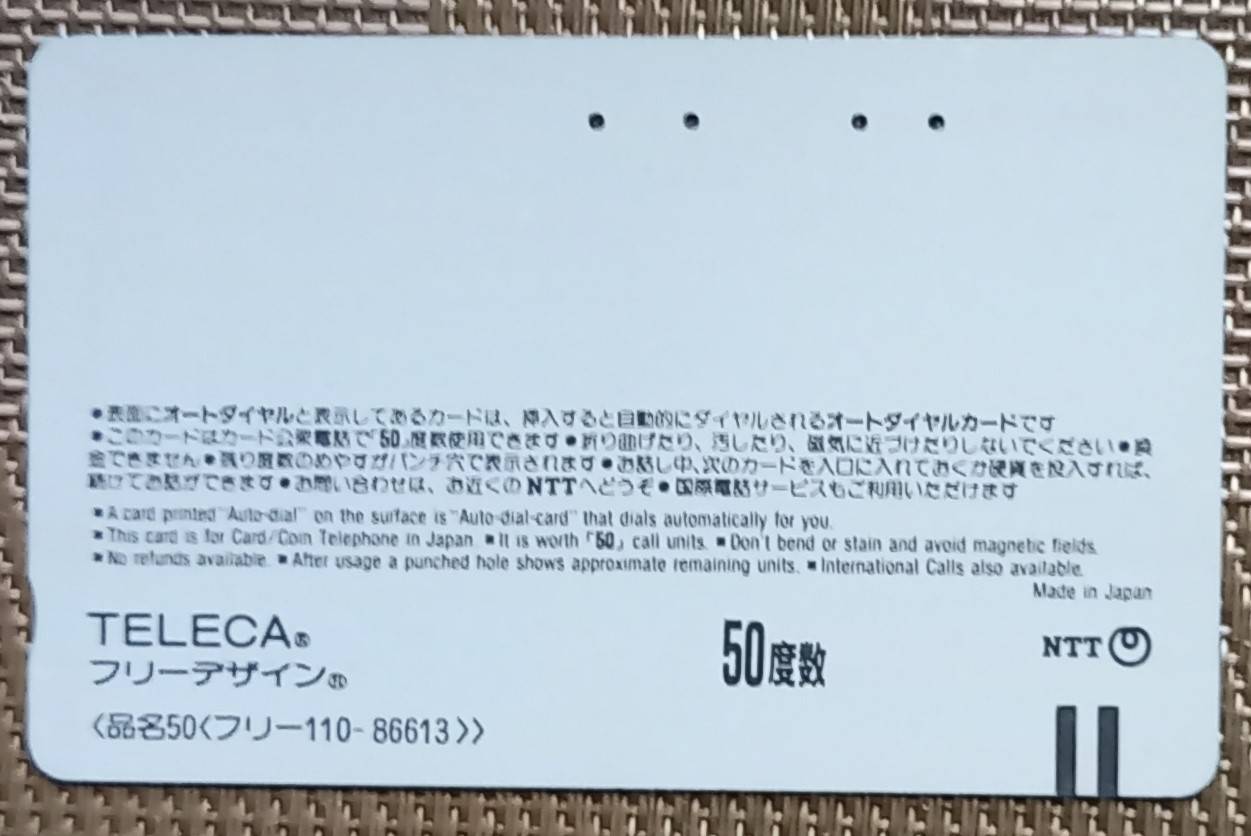 ●表面にオートダイヤルと表示してあるカードは、挿入すると自動的にダイヤルされるオートダイヤルカードです
●このカードはカード公衆電話で「50」度数使用できます●折り曲げたり、汚したり、磁気に近づけたりしないでください●換
金できません●残り度数のめやすがパンチ穴で表示されます●お話し中、次のカードを入口に入れておくか硬貨を投入すれば、
続けてお話ができます●お問い合わせは、お近くのNTTへどうぞ●国際電話サービスもご利用いただけます
■A card printed "Auto-dial" on the surface is "Auto-dial-card" that dials automatically for you.
■This card is for Card/Coin Telephone in Japan. ■It is worth「50」call units. ■Don't bend or stain and avoid magnetic fields.
■No refunds available. ■After usage a punched hole shows approximate remaining units. ■International Calls also available.
Made in Japan
TELECA®
フリーデザイン®
50度数
NTT
〈品名50〈フリー110-86613〉〉